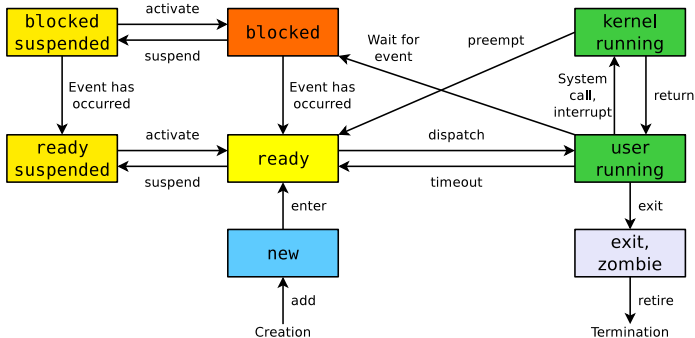 blocked
suspended
activate
suspend
blocked
Wait for
event
preempt
kernel
running
Event has
occurred
Event has
occurred
System
call,
interrupt
return
ready
suspended
activate
suspend
ready
dispatch
timeout
user
running
enter
exit
new
exit,
zombie
add
retire
Creation
Termination